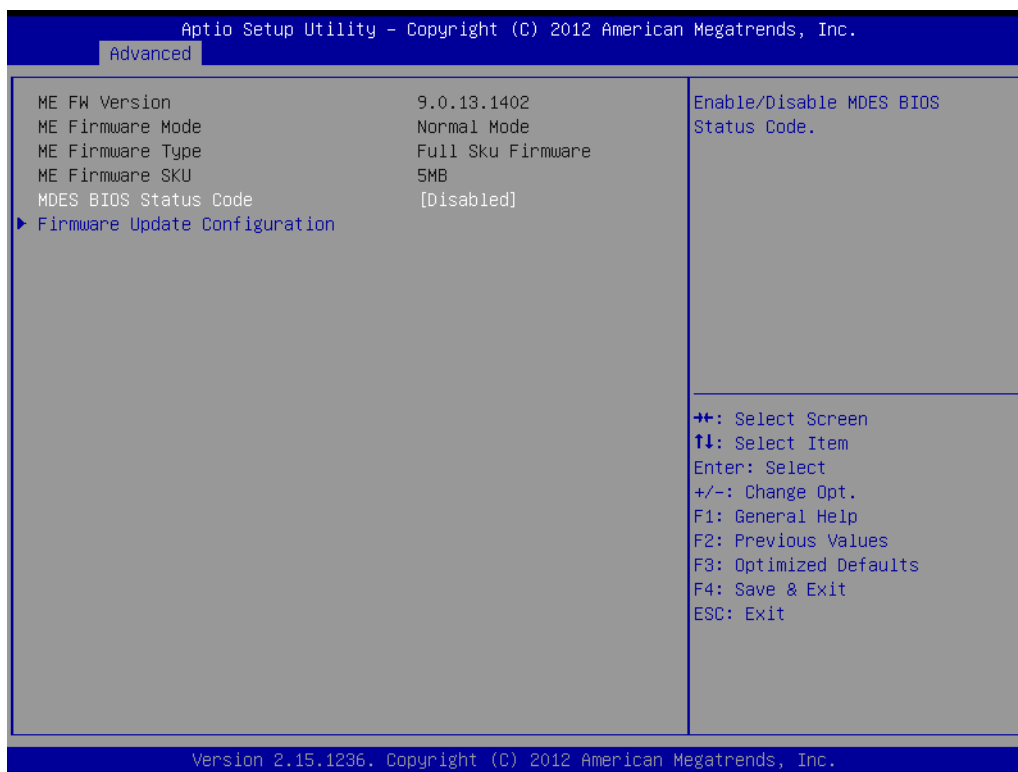 Aptio Setup Utility – Copyright (C) 2012 American Megatrends, Inc.
Advanced
ME FW Version 9.0.13.1402
ME Firmware Mode Normal Mode
ME Firmware Type Full Sku Firmware
ME Firmware SKU 5MB
MDES BIOS Status Code [Disabled]
▶ Firmware Update Configuration
Enable/Disable MDES BIOS
Status Code.
→←: Select Screen
↑↓: Select Item
Enter: Select
+/-: Change Opt.
F1: General Help
F2: Previous Values
F3: Optimized Defaults
F4: Save & Exit
ESC: Exit
Version 2.15.1236. Copyright (C) 2012 American Megatrends, Inc.